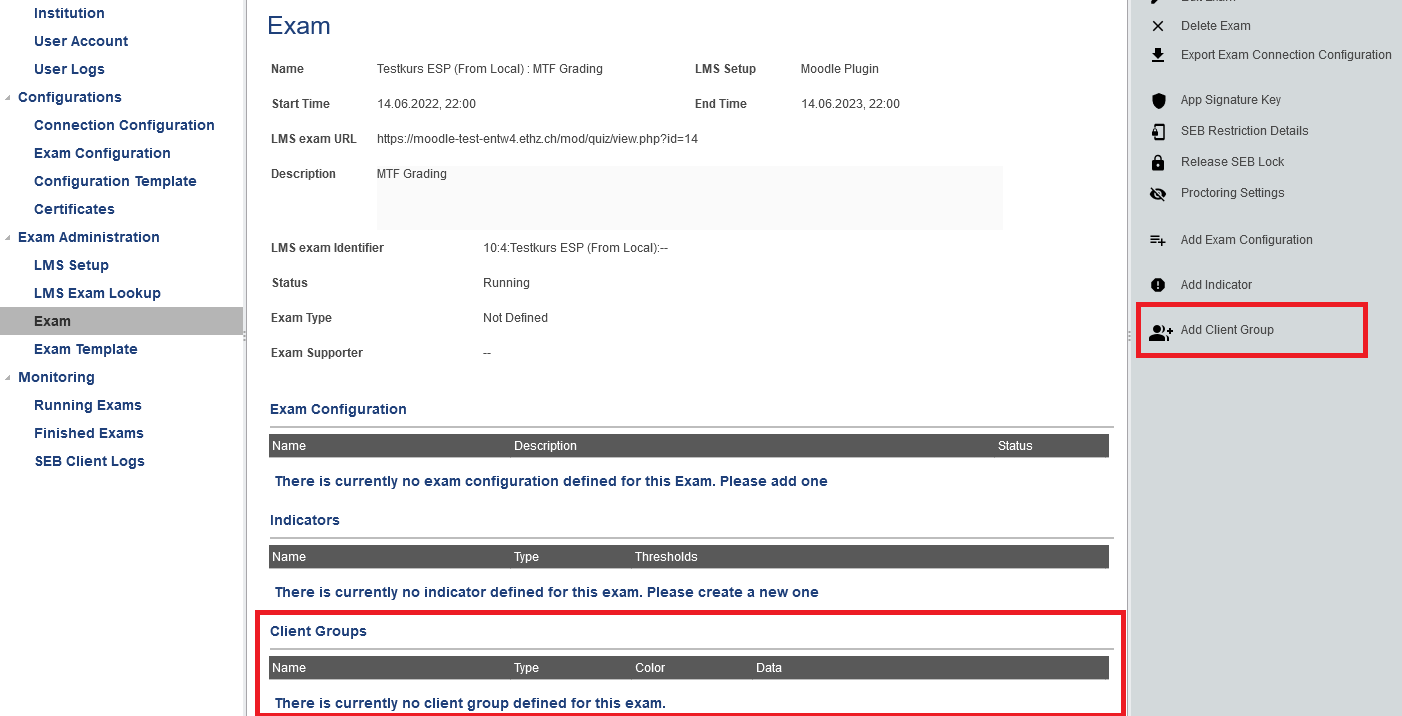 Institution
User Account
User Logs
Configurations
Connection Configuration
Exam Configuration
Configuration Template
Certificates
Exam Administration
LMS Setup
LMS Exam Lookup
Exam
Exam Template
Monitoring
Running Exams
Finished Exams
SEB Client Logs
Exam
Name Testkurs ESP (From Local) : MTF Grading LMS Setup Moodle Plugin
Start Time 14.06.2022, 22:00 End Time 14.06.2023, 22:00
LMS exam URL https://moodle-test-entw4.ethz.ch/mod/quiz/view.php?id=14
Description MTF Grading
LMS exam Identifier 10:4:Testkurs ESP (From Local):--
Status Running
Exam Type Not Defined
Exam Supporter --
Exam Configuration
Name Description Status
There is currently no exam configuration defined for this Exam. Please add one
Indicators
Name Type Thresholds
There is currently no indicator defined for this exam. Please create a new one
Client Groups
Name Type Color Data
There is currently no client group defined for this exam.
Edit Exam
Delete Exam
Export Exam Connection Configuration
App Signature Key
SEB Restriction Details
Release SEB Lock
Proctoring Settings
Add Exam Configuration
Add Indicator
Add Client Group